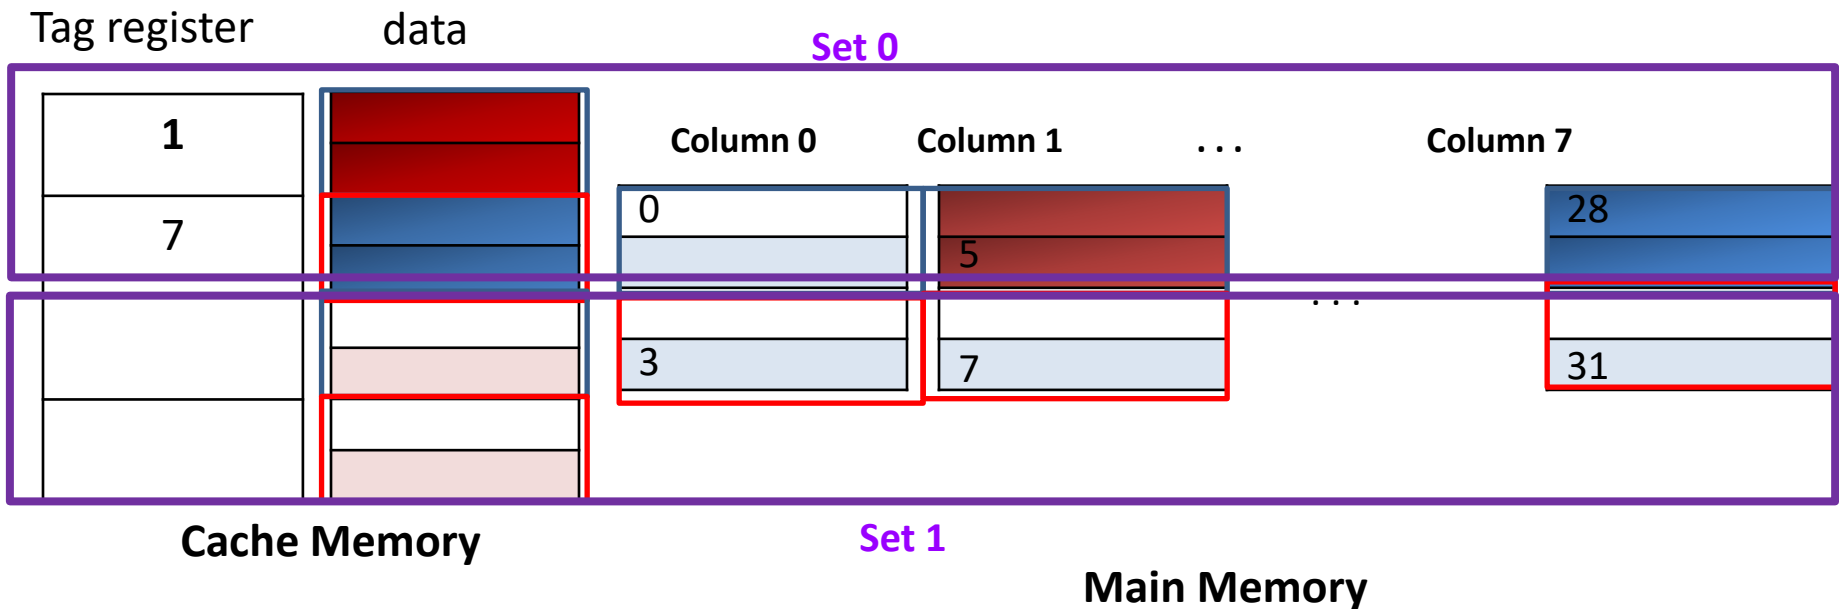 Tag register data
Set 0
1
Column 0 Column 1 ... Column 7
0 28
7
5
...
3 7 31
Cache Memory
Set 1
Main Memory